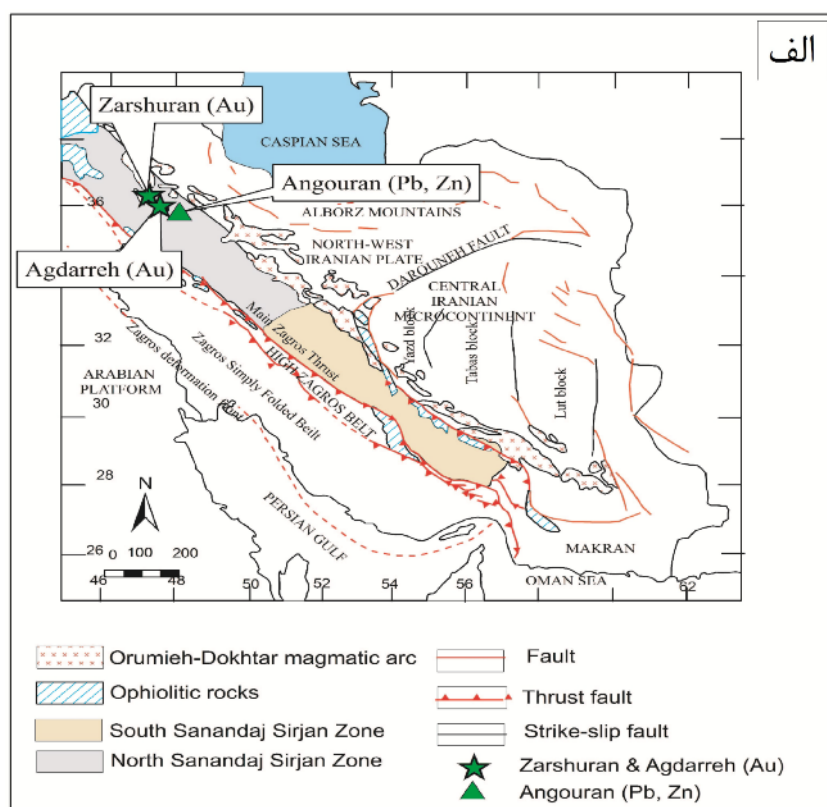 الف
Zarshuran (Au)
CASPIAN SEA
Angouran (Pb, Zn)
36
ALBORZ MOUNTAINS
NORTH-WEST
IRANIAN PLATE
DAROUNEH FAULT
Agdarreh (Au)
CENTRAL
IRANIAN
MICROCONTINENT
32
Main Zagros Thrust
Yazd block
Tabas block
Lut block
HIGH ZAGROS BELT
Zagros Simply Folded Beilt
Zagros deformation front
ARABIAN
PLATFORM
30
28
N
PERSIAN GULF
0 100 200
26
MAKRAN
OMAN SEA
46 48 50 52 54 56 62
Orumieh-Dokhtar magmatic arc
Ophiolitic rocks
South Sanandaj Sirjan Zone
North Sanandaj Sirjan Zone
Fault
Thrust fault
Strike-slip fault
Zarshuran & Agdarreh (Au)
Angouran (Pb, Zn)